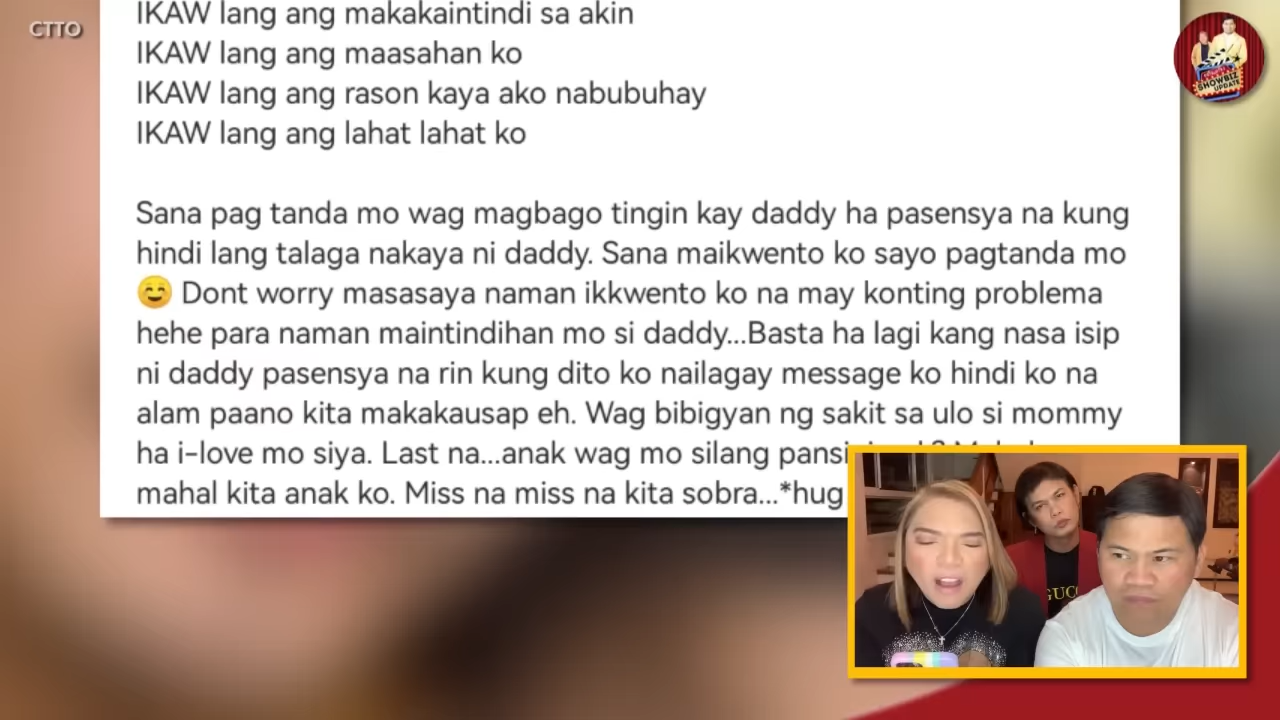 CTTO
IKAW lang ang makakaintindi sa akin
IKAW lang ang maasahan ko
IKAW lang ang rason kaya ako nabubuhay
IKAW lang ang lahat lahat ko
Sana pag tanda mo wag magbago tingin kay daddy ha pasensya na kung
hindi lang talaga nakaya ni daddy. Sana maikwento ko sayo pagtanda mo
😊 Dont worry masasaya naman ikkwento ko na may konting problema
hehe para naman maintindihan mo si daddy...Basta ha lagi kang nasa isip
ni daddy pasensya na rin kung dito ko nailagay message ko hindi ko na
alam paano kita makakausap eh. Wag bibigyan ng sakit sa ulo si mommy
ha i-love mo siya. Last na...anak wag mo silang
mahal kita anak ko. Miss na miss na kita sobra...*hug
SHOWBIZ
UPDATE